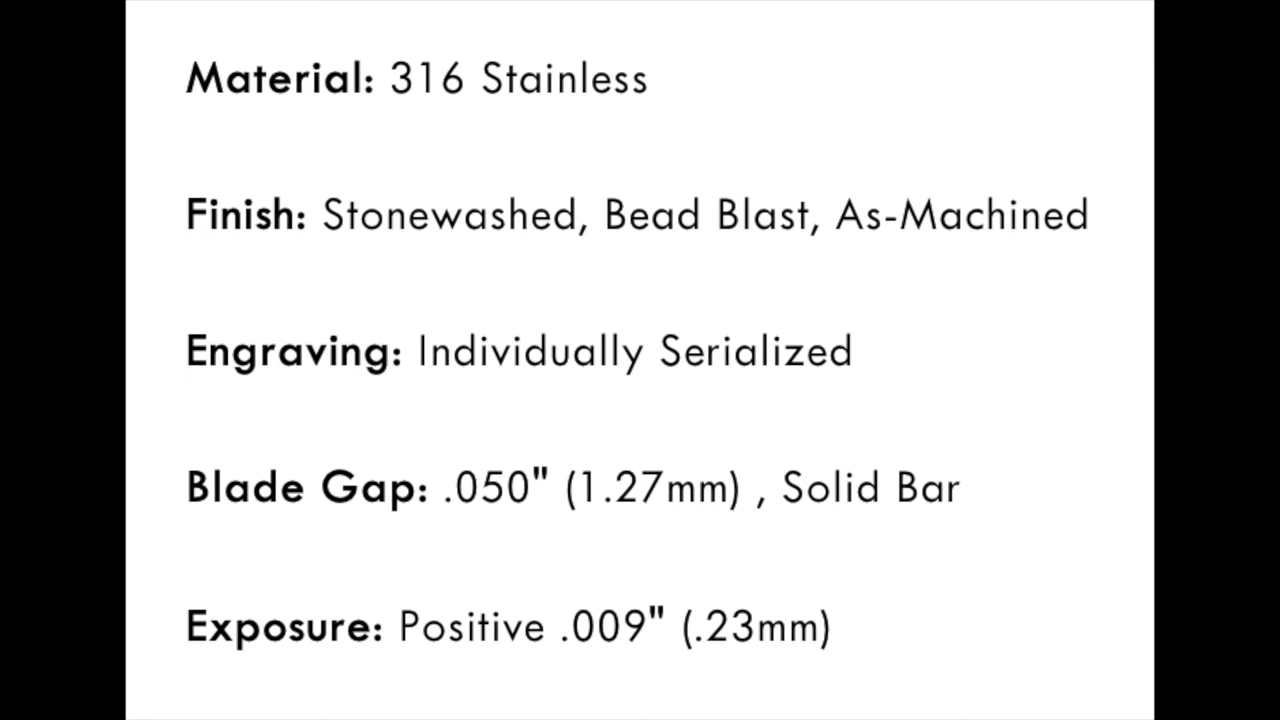 Material: 316 Stainless
Finish: Stonewashed, Bead Blast, As-Machined
Engraving: Individually Serialized
Blade Gap: .050" (1.27mm) , Solid Bar
Exposure: Positive .009" (.23mm)